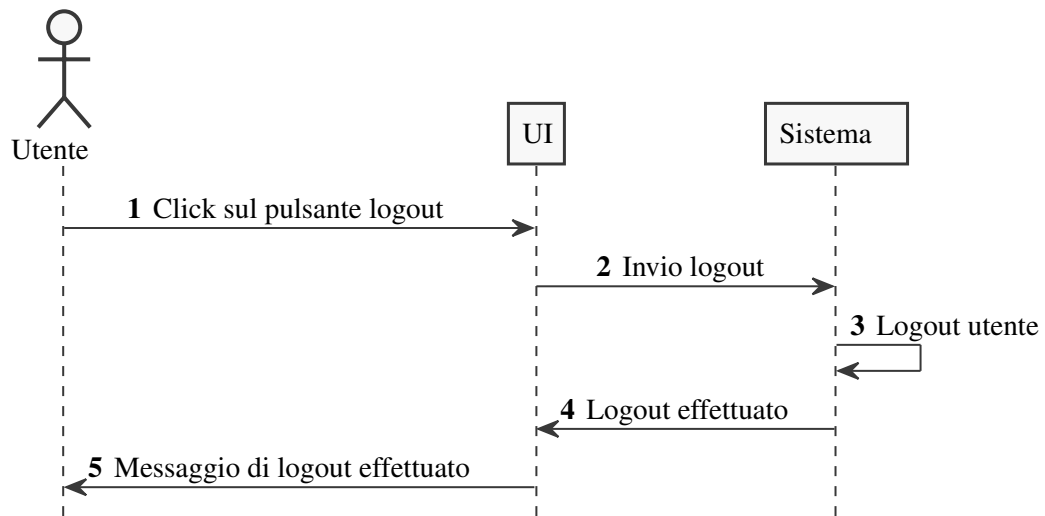 Utente
UI
Sistema
1 Click sul pulsante logout
2 Invio logout
3 Logout utente
4 Logout effettuato
5 Messaggio di logout effettuato